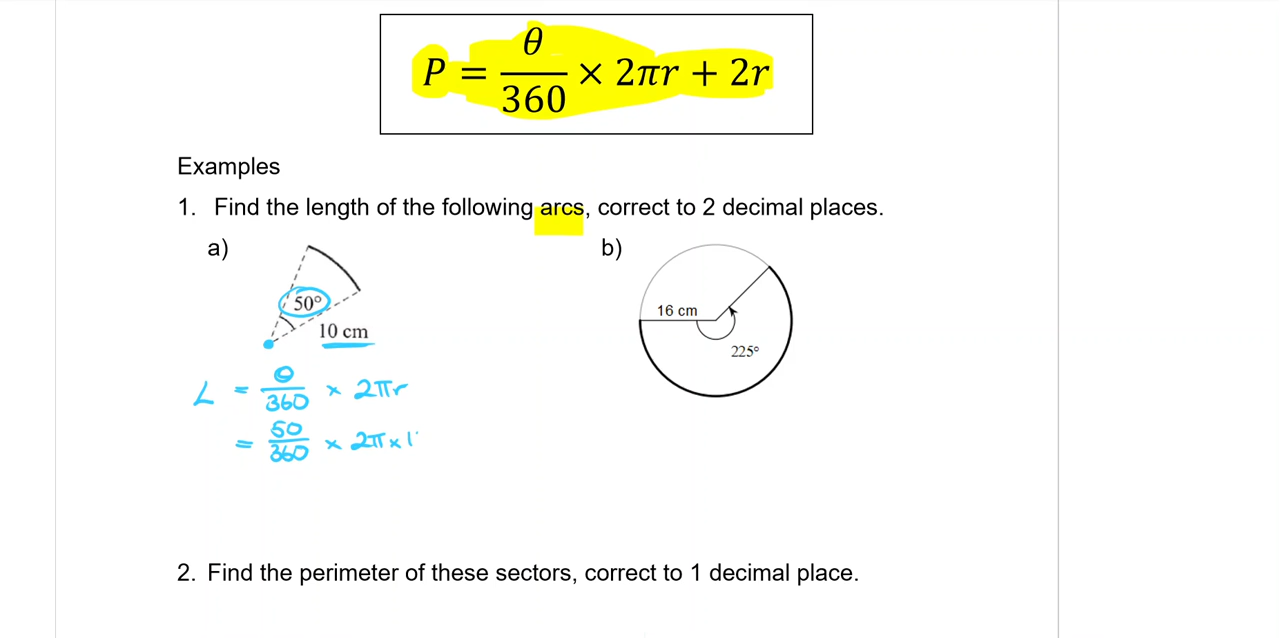 P = θ/360 × 2πr + 2r
Examples
1. Find the length of the following arcs, correct to 2 decimal places.
a)
b)
50°
10 cm
16 cm
225°
L = θ/360 × 2πr
= 50/360 × 2π × 1
2. Find the perimeter of these sectors, correct to 1 decimal place.